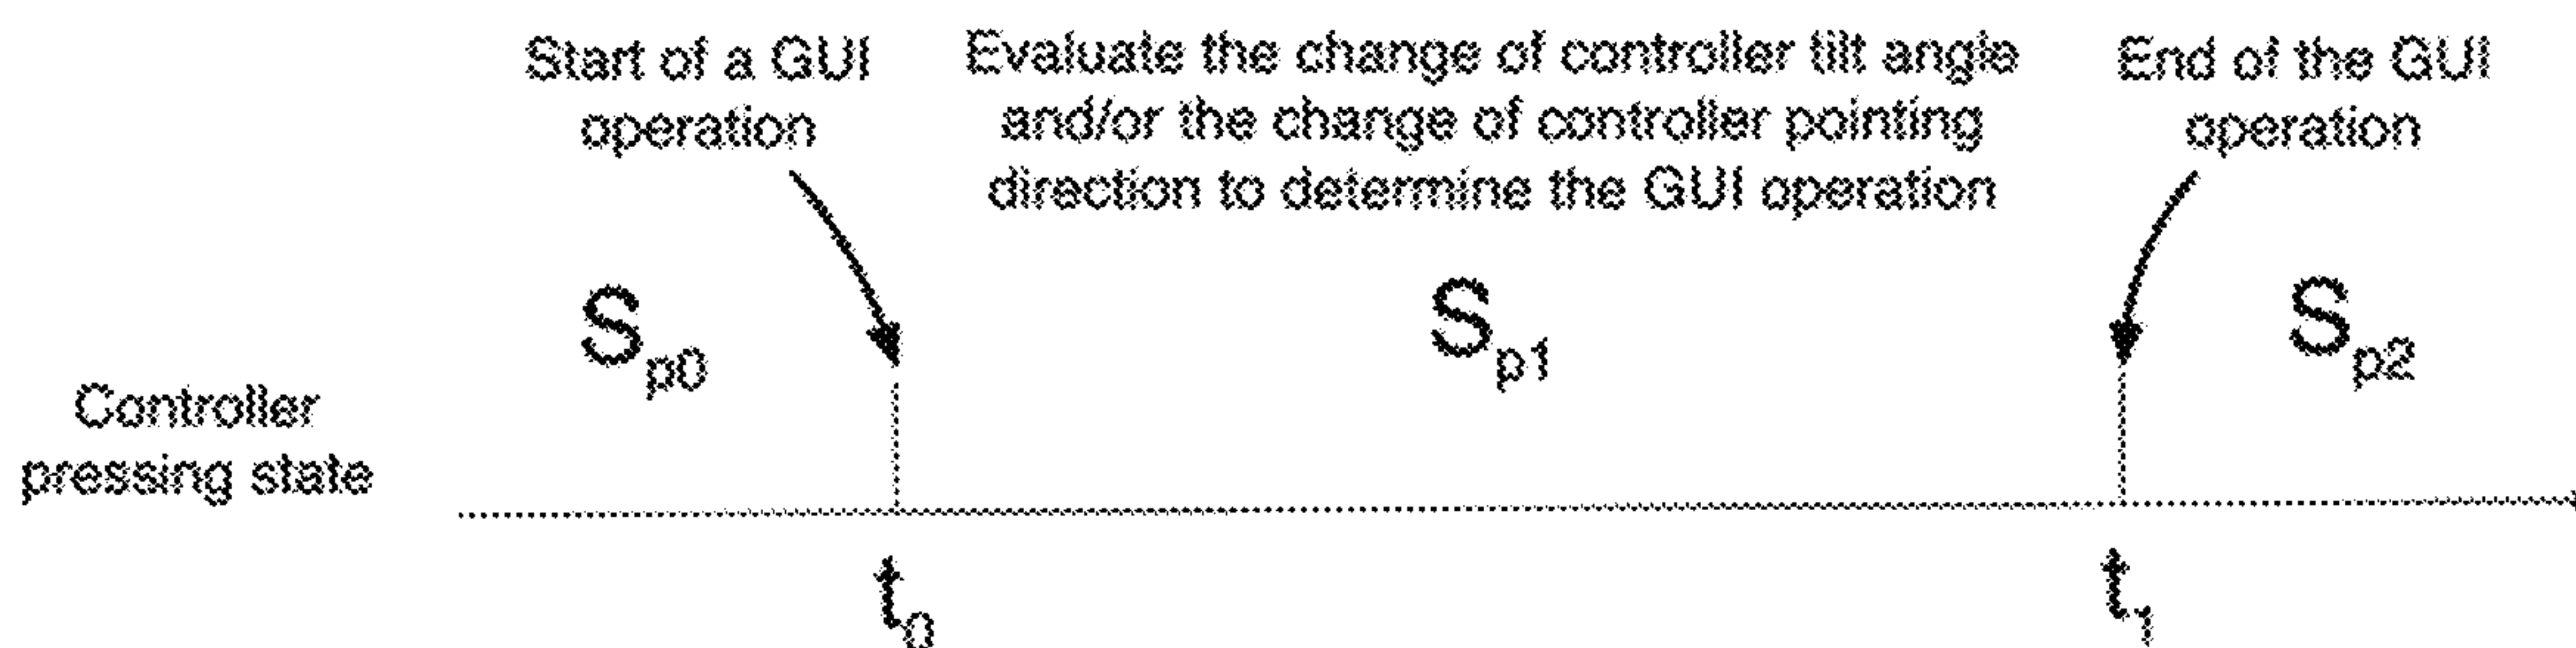 Start of a GUI
operation
Evaluate the change of controller tilt angle
and/or the change of controller pointing
direction to determine the GUI operation
End of the GUI
operation
Sp0
Sp1
Sp2
Controller
pressing state
t0
t1